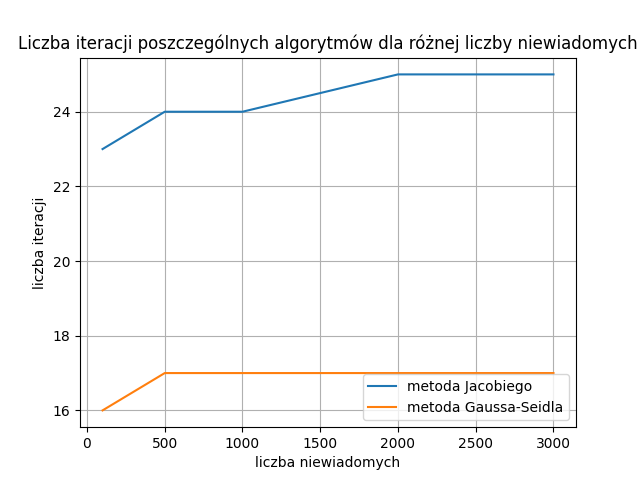 Liczba iteracji poszczególnych algorytmów dla różnej liczby niewiadomych
liczba iteracji
24
22
20
18
16
metoda Jacobiego
metoda Gaussa-Seidla
0 500 1000 1500 2000 2500 3000
liczba niewiadomych